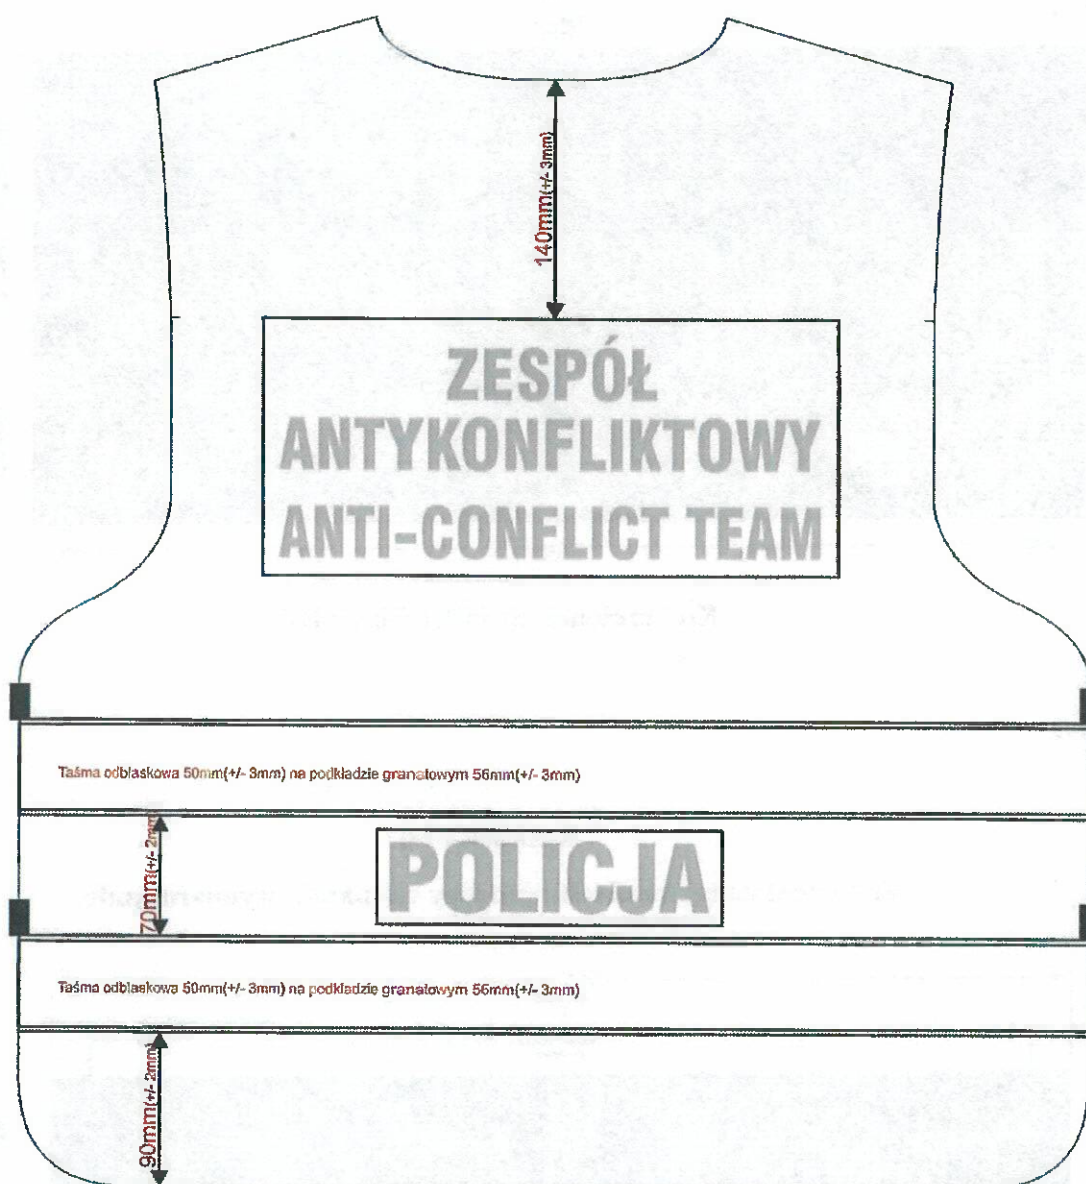 140mm(+/- 3mm)
ZESPÓŁ
ANTYKONFLIKTOWY
ANTI-CONFLICT TEAM
Taśma odblaskowa 50mm(+/- 3mm) na podkładzie granatowym 56mm(+/- 3mm)
70mm(+/- 2mm)
POLICJA
Taśma odblaskowa 50mm(+/- 3mm) na podkładzie granatowym 56mm(+/- 3mm)
90mm(+/- 2mm)